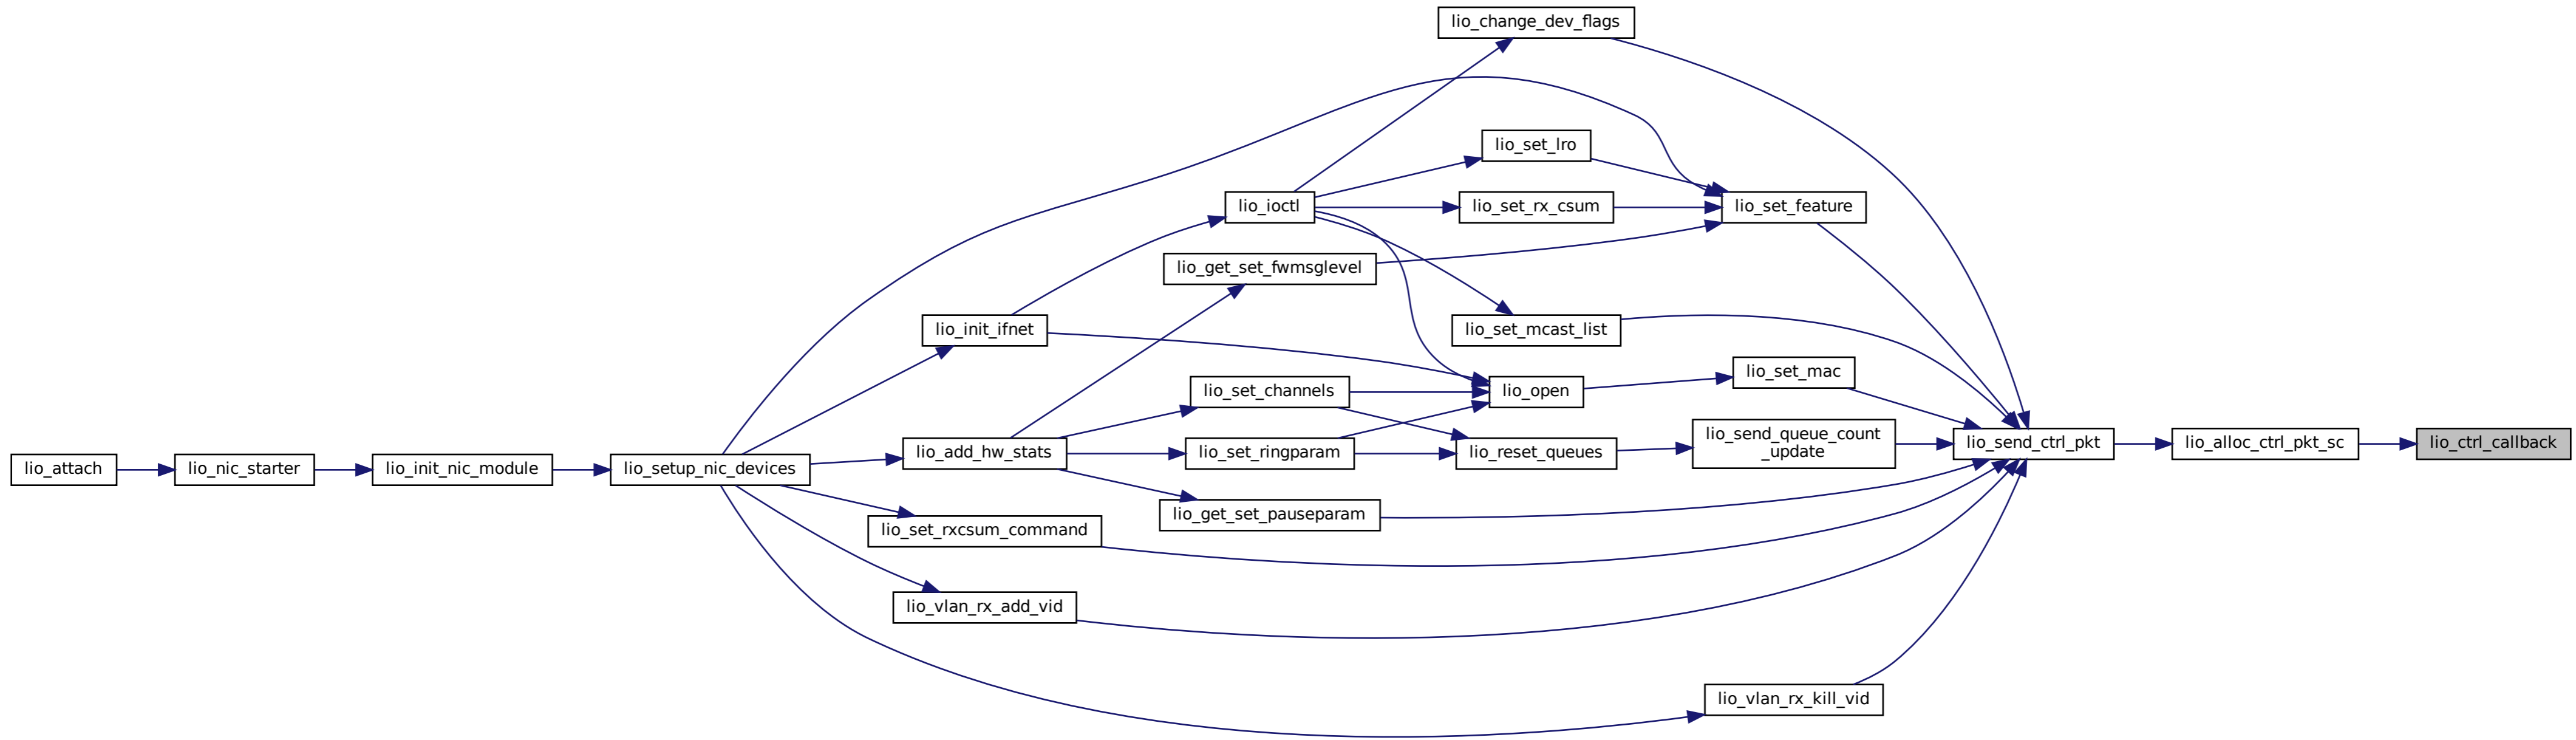 lio_change_dev_flags
lio_set_lro
lio_ioctl
lio_set_rx_csum
lio_set_feature
lio_get_set_fwmsglevel
lio_init_ifnet
lio_set_mcast_list
lio_set_mac
lio_set_channels
lio_open
lio_send_queue_count
_update
lio_send_ctrl_pkt
lio_alloc_ctrl_pkt_sc
lio_ctrl_callback
lio_add_hw_stats
lio_set_ringparam
lio_reset_queues
lio_attach
lio_nic_starter
lio_init_nic_module
lio_setup_nic_devices
lio_get_set_pauseparam
lio_set_rxcsum_command
lio_vlan_rx_add_vid
lio_vlan_rx_kill_vid